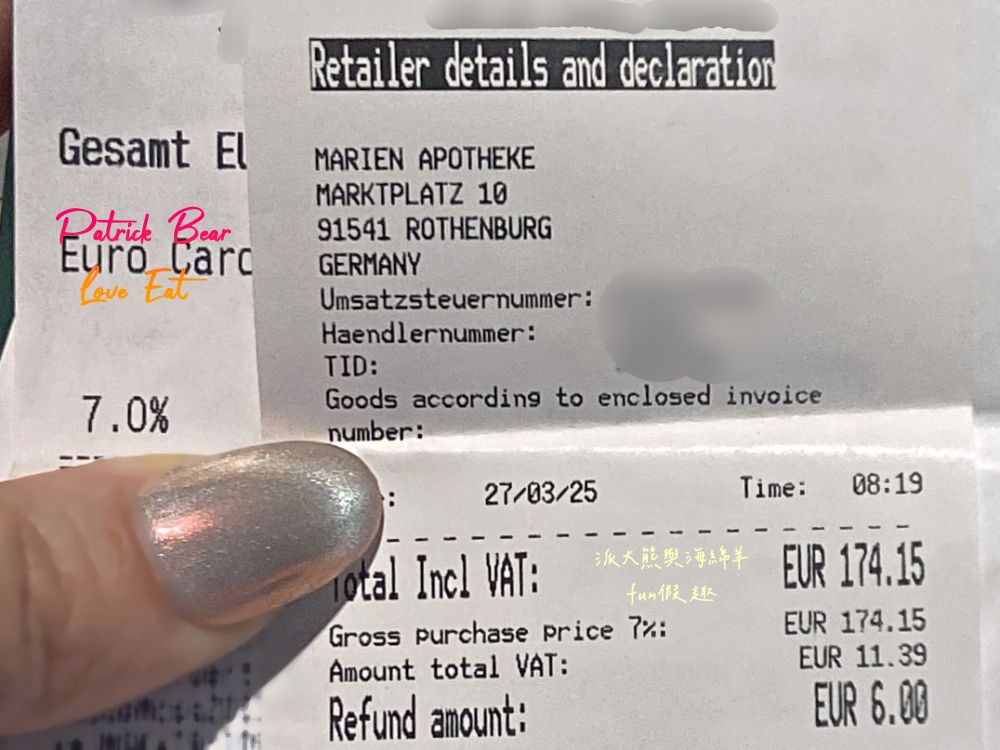 Retailer details and declaration
MARIEN APOTHEKE
MARKTPLATZ 10
91541 ROTHENBURG
GERMANY
Umsatzsteuernummer:
Haendlernummer:
TID:
Goods according to enclosed invoice
number:
: 27/03/25 Time: 08:19
Total Incl VAT: EUR 174.15
Gross purchase price 7%: EUR 174.15
Amount total VAT: EUR 11.39
Refund amount: EUR 6.00
Gesamt
Patrick Bear
Euro Card
Love Eat
7.0%
派大熊與海綿羊
fun假趣